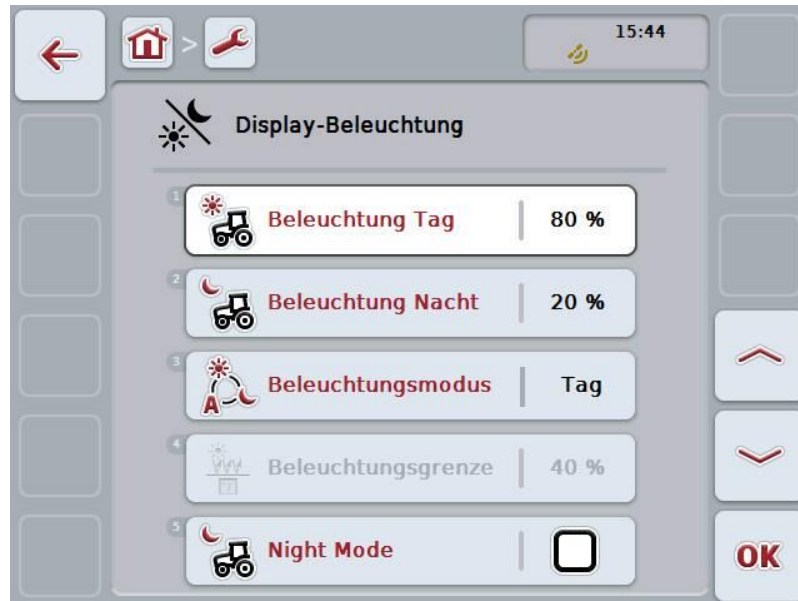 >
15:44
Display-Beleuchtung
1
Beleuchtung Tag 80 %
2
Beleuchtung Nacht 20 %
3
A Beleuchtungsmodus Tag
4
Beleuchtungsgrenze 40 %
5
Night Mode
OK